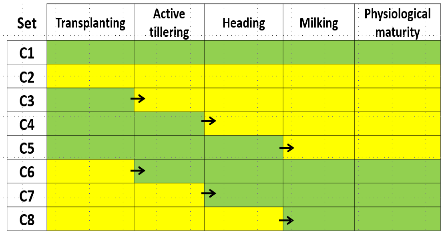 Set Transplanting Active tillering Heading Milking Physiological maturity
C1
C2
C3
C4
C5
C6
C7
C8